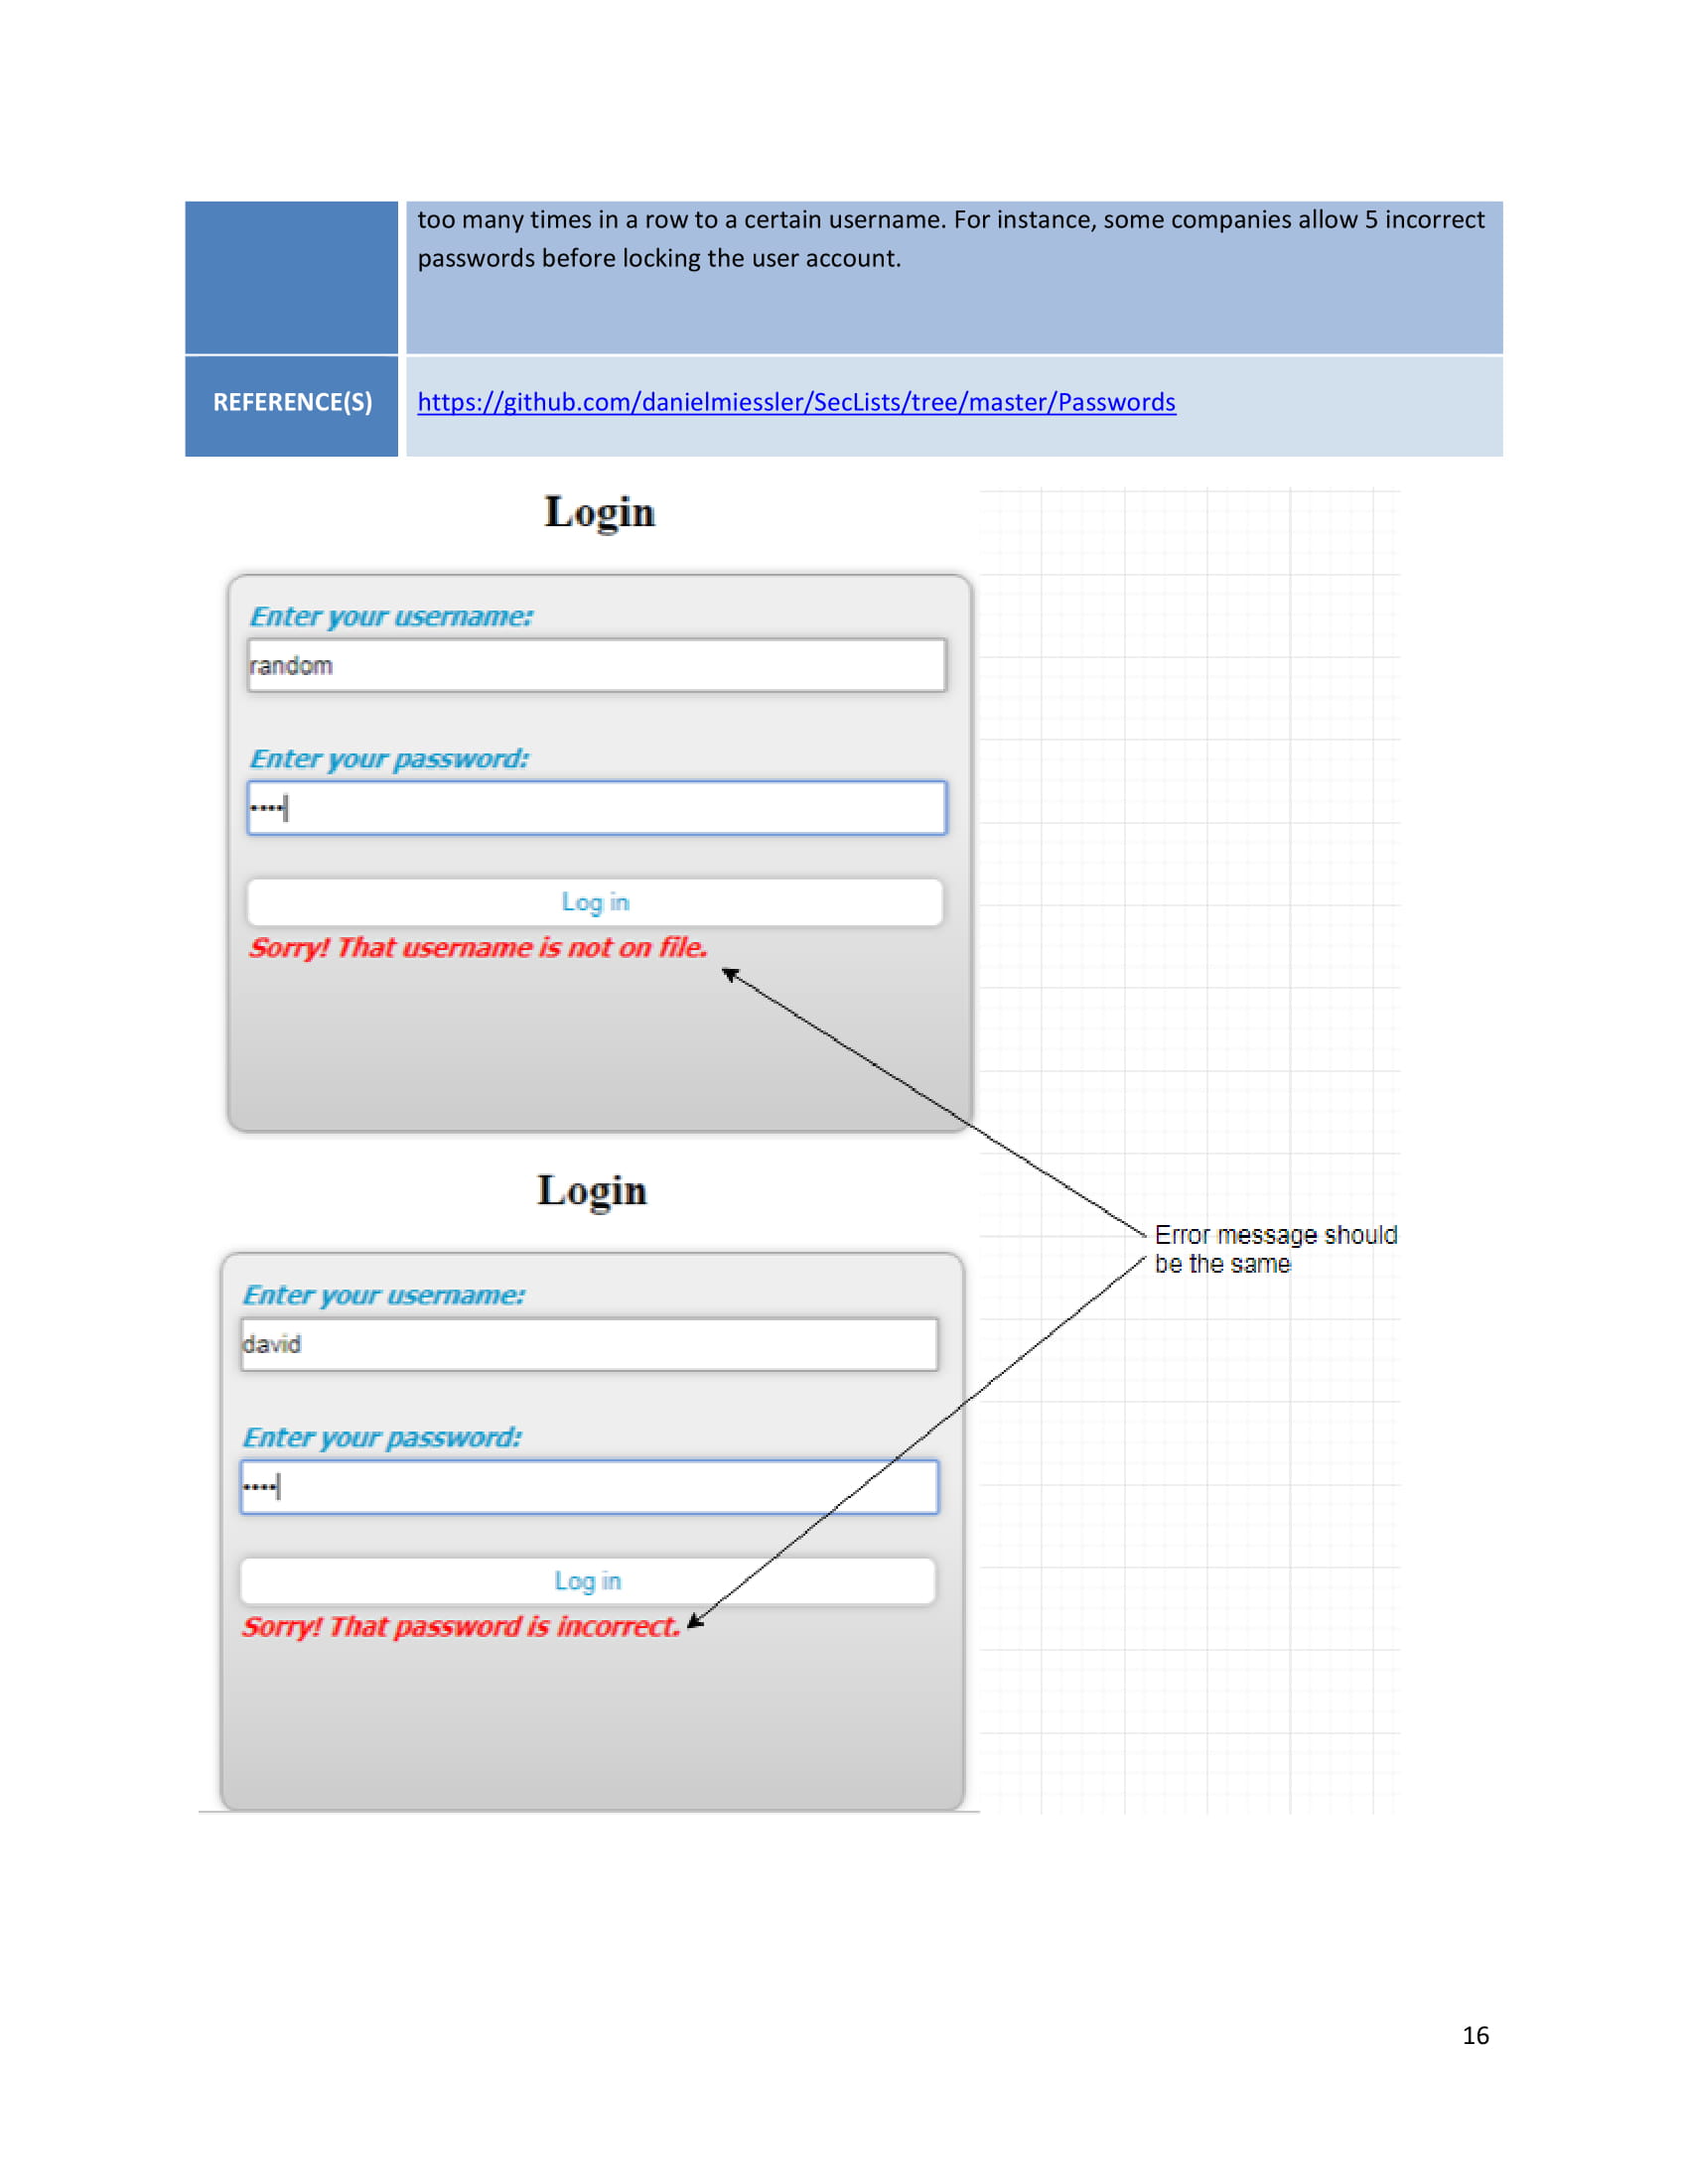 too many times in a row to a certain username. For instance, some companies allow 5 incorrect
passwords before locking the user account.
REFERENCE(S)
https://github.com/danielmiessler/SecLists/tree/master/Passwords
Login
Enter your username:
random
Enter your password:
••••
Log in
Sorry! That username is not on file.
Login
Error message should
be the same
Enter your username:
david
Enter your password:
••••
Log in
Sorry! That password is incorrect.
16